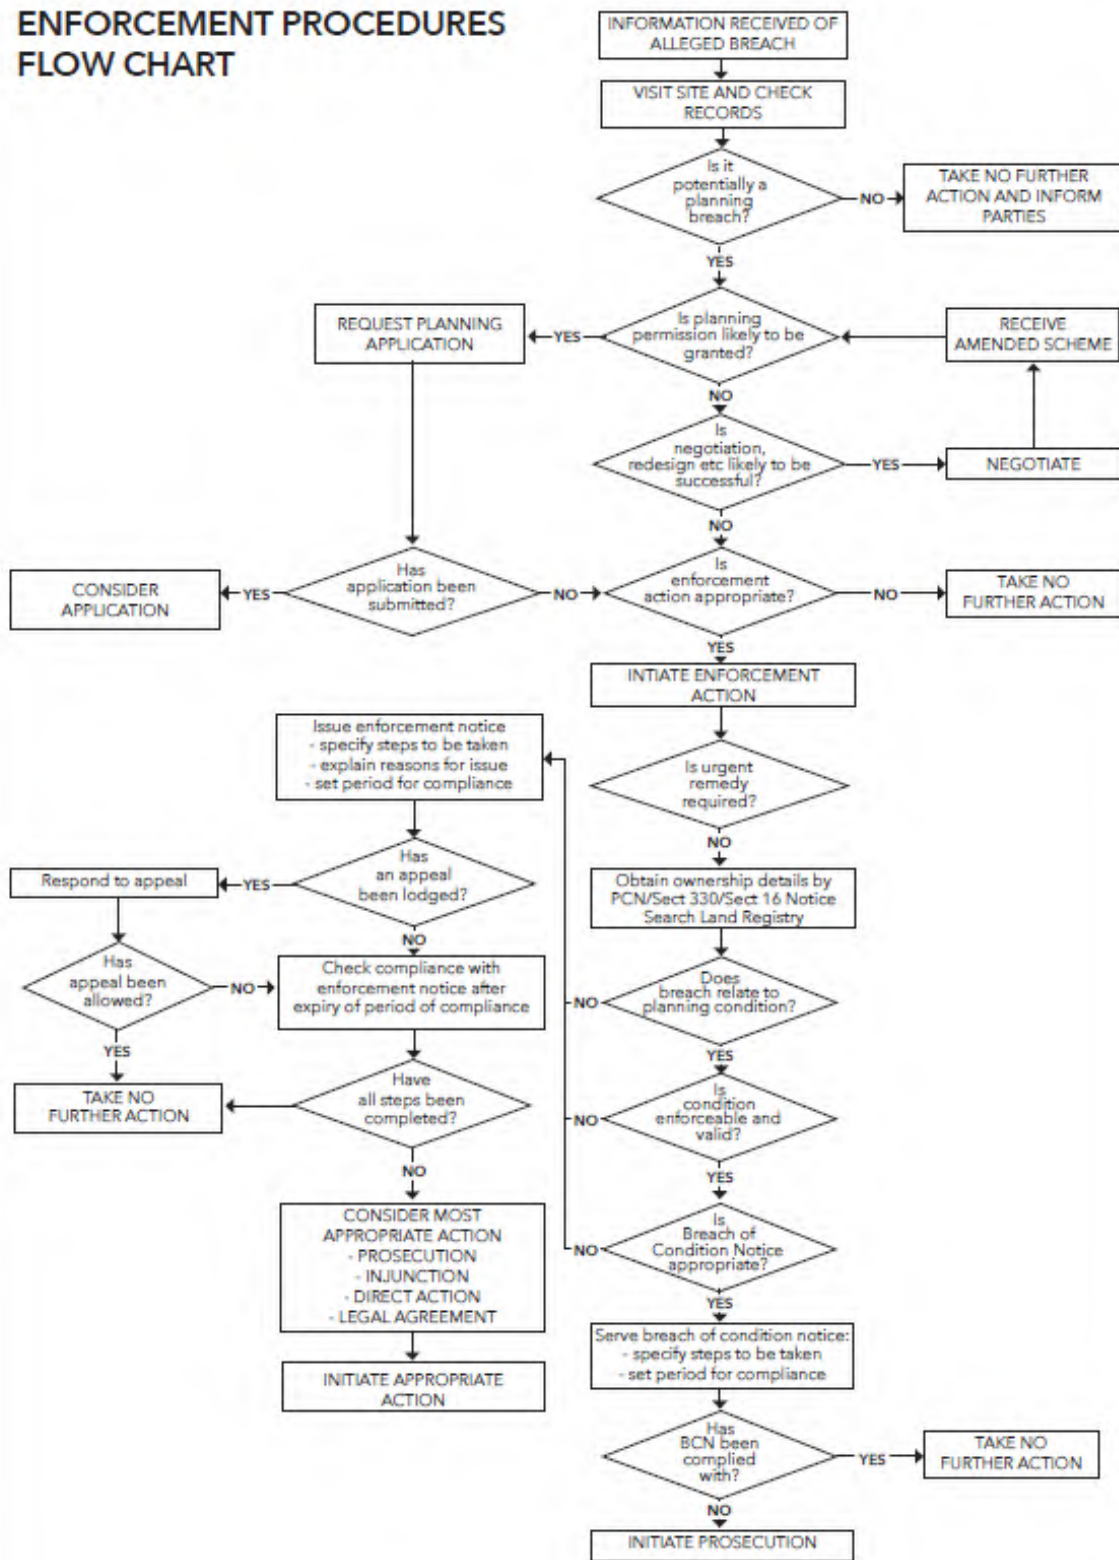 ENFORCEMENT PROCEDURES
FLOW CHART
INFORMATION RECEIVED OF
ALLEGED BREACH
VISIT SITE AND CHECK
RECORDS
Is it
potentially a
planning
breach?
NO
TAKE NO FURTHER
ACTION AND INFORM
PARTIES
YES
REQUEST PLANNING
APPLICATION
YES
Is planning
permission likely to be
granted?
RECEIVE
AMENDED SCHEME
NO
Is
negotiation,
redesign etc likely to be
successful?
YES
NEGOTIATE
NO
CONSIDER
APPLICATION
YES
Has
application been
submitted?
NO
Is
enforcement
action appropriate?
NO
TAKE NO
FURTHER ACTION
YES
INTIATE ENFORCEMENT
ACTION
Issue enforcement notice
- specify steps to be taken
- explain reasons for issue
- set period for compliance
Is urgent
remedy
required?
NO
Respond to appeal
YES
Has
an appeal
been lodged?
Obtain ownership details by
PCN/Sect 330/Sect 16 Notice
Search Land Registry
NO
Has
appeal been
allowed?
NO
Check compliance with
enforcement notice after
expiry of period of compliance
NO
Does
breach relate to
planning condition?
YES
YES
TAKE NO
FURTHER ACTION
Have
all steps been
completed?
NO
Is
condition
enforceable and
valid?
NO
YES
CONSIDER MOST
APPROPRIATE ACTION
- PROSECUTION
- INJUNCTION
- DIRECT ACTION
- LEGAL AGREEMENT
NO
Is
Breach of
Condition Notice
appropriate?
YES
Serve breach of condition notice:
- specify steps to be taken
- set period for compliance
INITIATE APPROPRIATE
ACTION
Has
BCN been
complied
with?
YES
TAKE NO
FURTHER ACTION
NO
INITIATE PROSECUTION